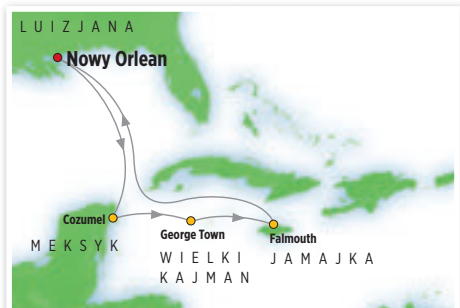 LUIZJANA
Nowy Orlean
Cozumel
MEKSYK
George Town
WIELKI
KAJMAN
Falmouth
JAMAJKA